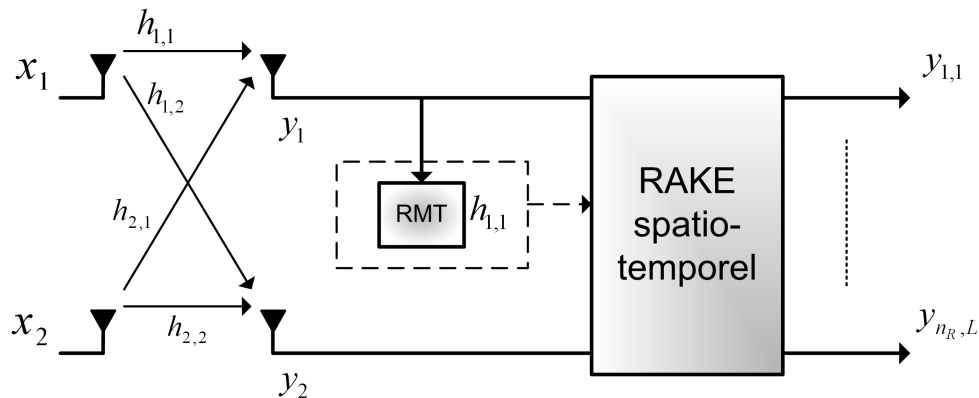 h1,1
x1
h1,2
y1
y1,1
RMT
h1,1
RAKE
spatio-
temporel
h2,1
x2
h2,2
y2
ynR,L